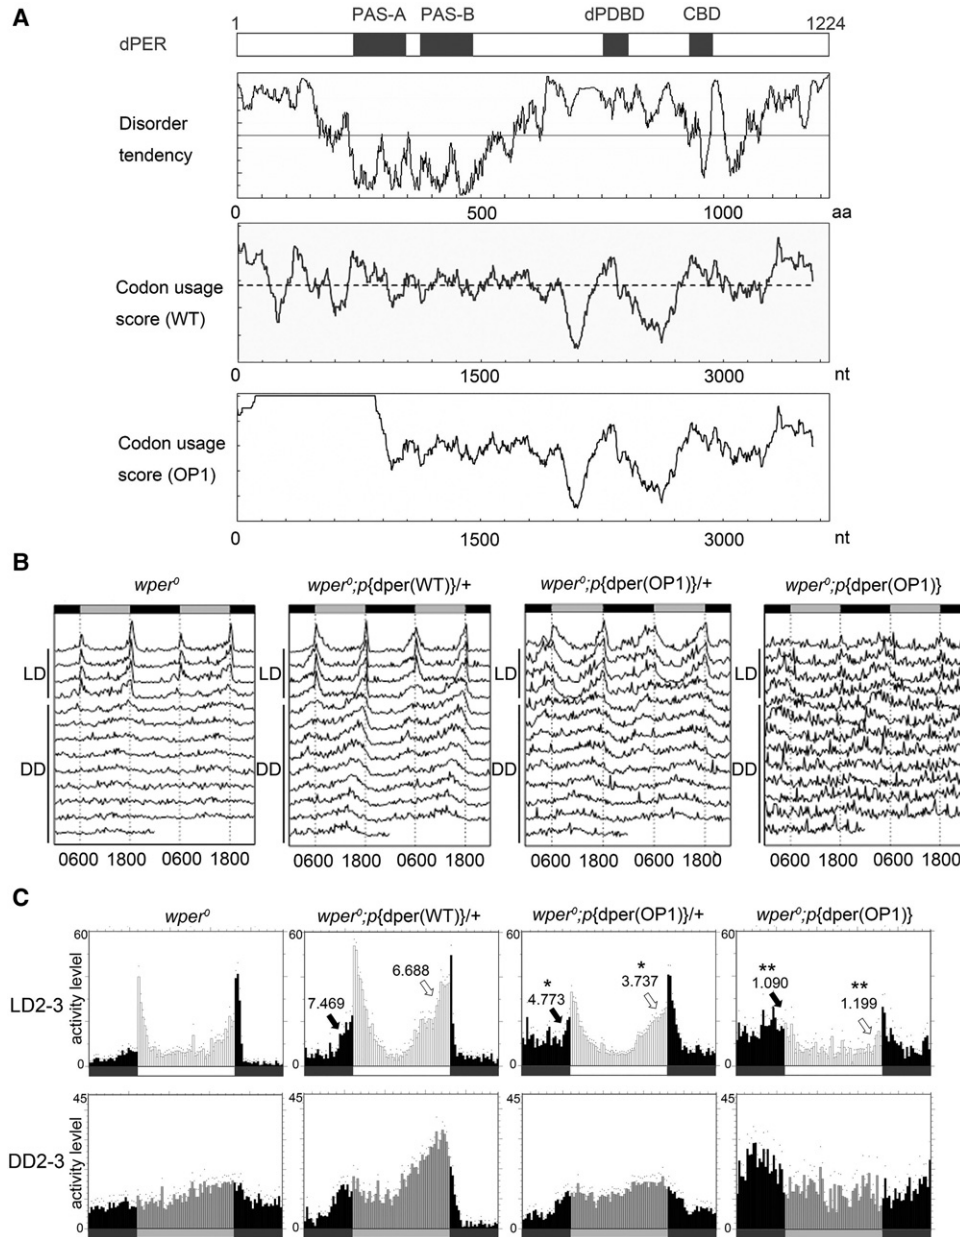 A
PAS-A PAS-B dPDBD CBD
1 1224
dPER
Disorder
tendency
0 500 1000 aa
Codon usage
score (WT)
0 1500 3000 nt
Codon usage
score (OP1)
0 1500 3000 nt
B
wper⁰ wper⁰;p{dper(WT)}/+ wper⁰;p{dper(OP1)}/+ wper⁰;p{dper(OP1)}
LD LD LD LD
DD DD DD DD
0600 1800 0600 1800 0600 1800 0600 1800 0600 1800 0600 1800 0600 1800 0600 1800
C
wper⁰ wper⁰;p{dper(WT)}/+ wper⁰;p{dper(OP1)}/+ wper⁰;p{dper(OP1)}
LD2-3
activity levlel
60 60 60 60
7.469 6.688 * 4.773 * 3.737 ** 1.090 ** 1.199
0 0 0 0
DD2-3
activity levlel
45 45 45 45
0 0 0 0